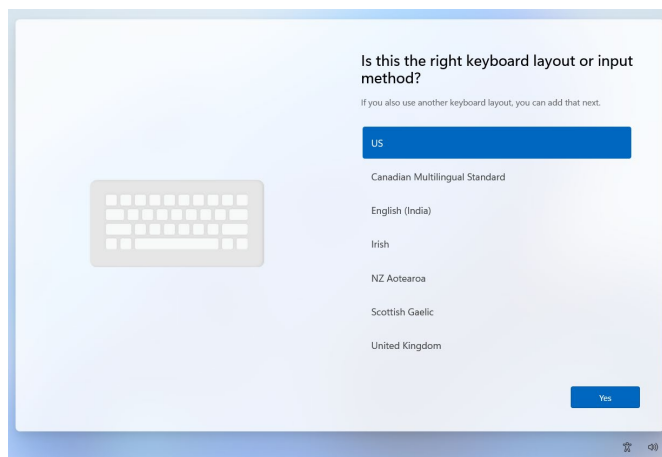 Is this the right keyboard layout or input
method?
If you also use another keyboard layout, you can add that next.
US
Canadian Multilingual Standard
English (India)
Irish
NZ Aotearoa
Scottish Gaelic
United Kingdom
Yes